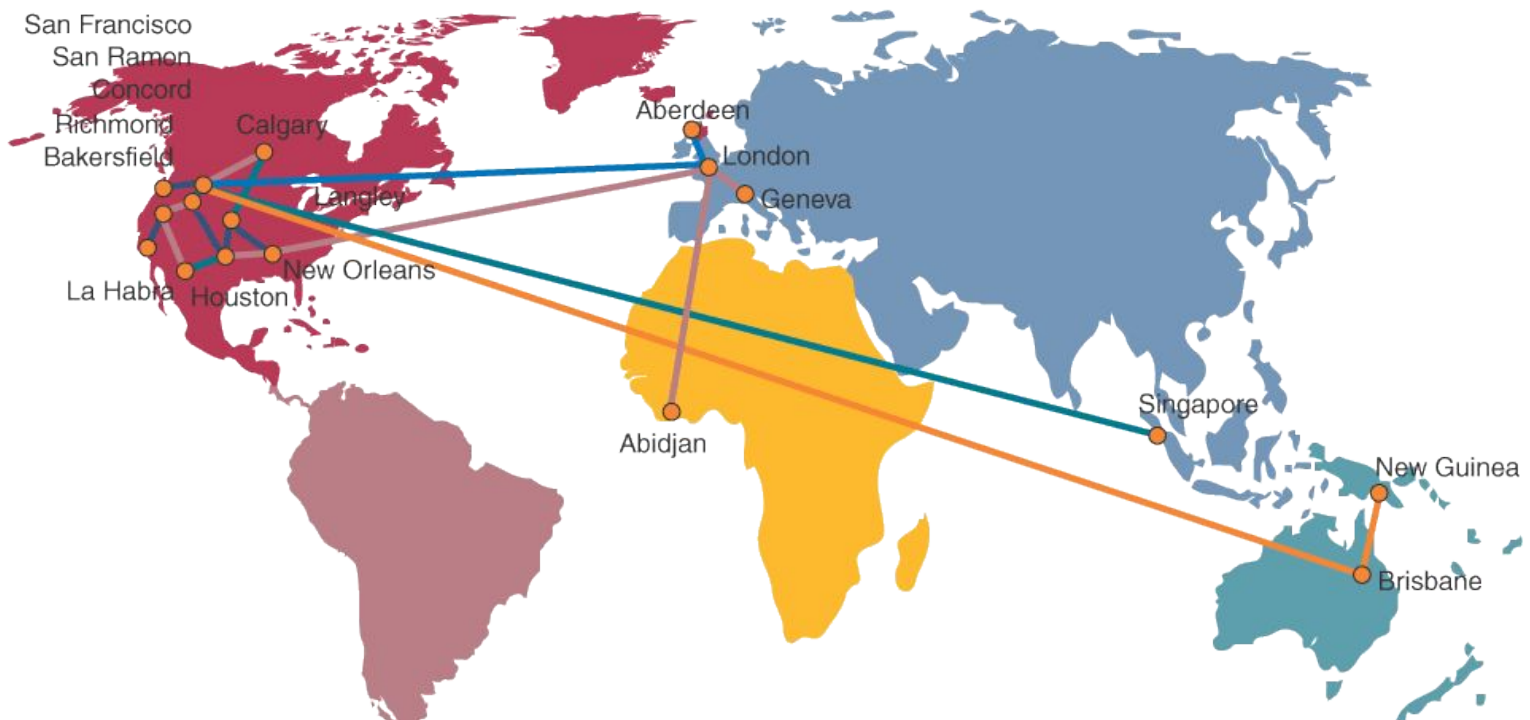 San Francisco
San Ramon
Concord
Richmond
Bakersfield
Calgary
Aberdeen
London
Langley
Geneva
New Orleans
La Habra
Houston
Singapore
Abidjan
New Guinea
Brisbane